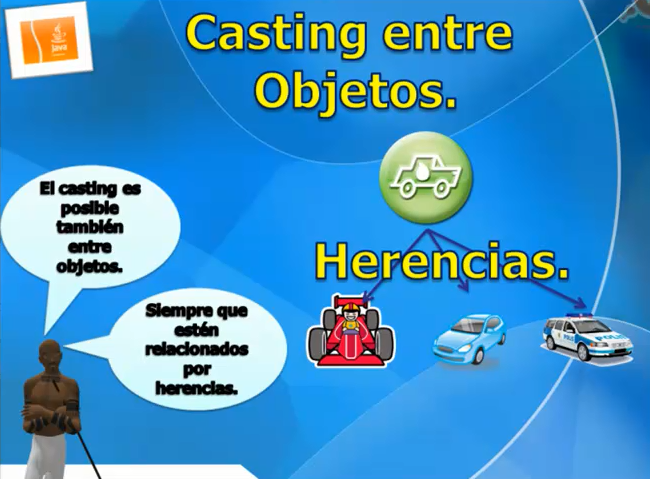 Java
Casting entre
Objetos.
El casting es
posible
también
entre
objetos.
Herencias.
Siempre que
estén
relacionados
por
herencias.
POLIS